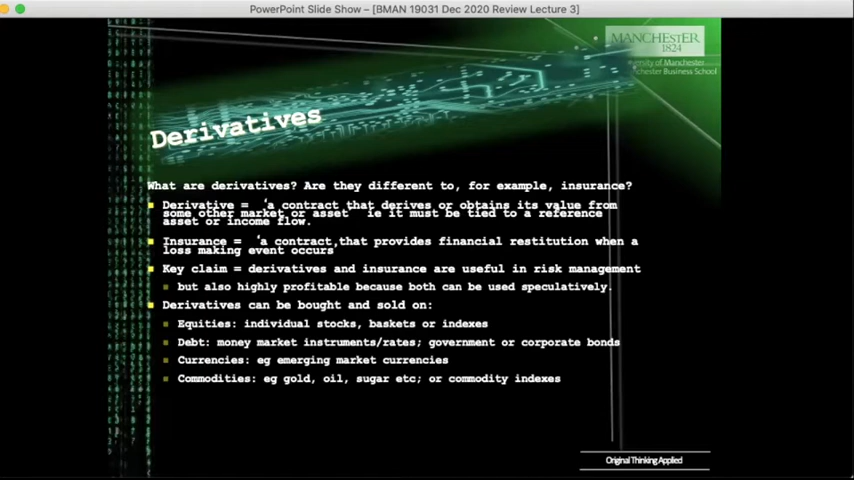 PowerPoint Slide Show – [BMAN 19031 Dec 2020 Review Lecture 3]
MANCHESTER
1824
University of Manchester
chester Business School
Derivatives
What are derivatives? Are they different to, for example, insurance?
Derivative = 'a contract that derives or obtains its value from
some other market or asset' ie it must be tied to a reference
asset or income flow.
Insurance = 'a contract that provides financial restitution when a
loss making event occurs'
Key claim = derivatives and insurance are useful in risk management
but also highly profitable because both can be used speculatively.
Derivatives can be bought and sold on:
Equities: individual stocks, baskets or indexes
Debt: money market instruments/rates; government or corporate bonds
Currencies: eg emerging market currencies
Commodities: eg gold, oil, sugar etc; or commodity indexes
Original Thinking Applied